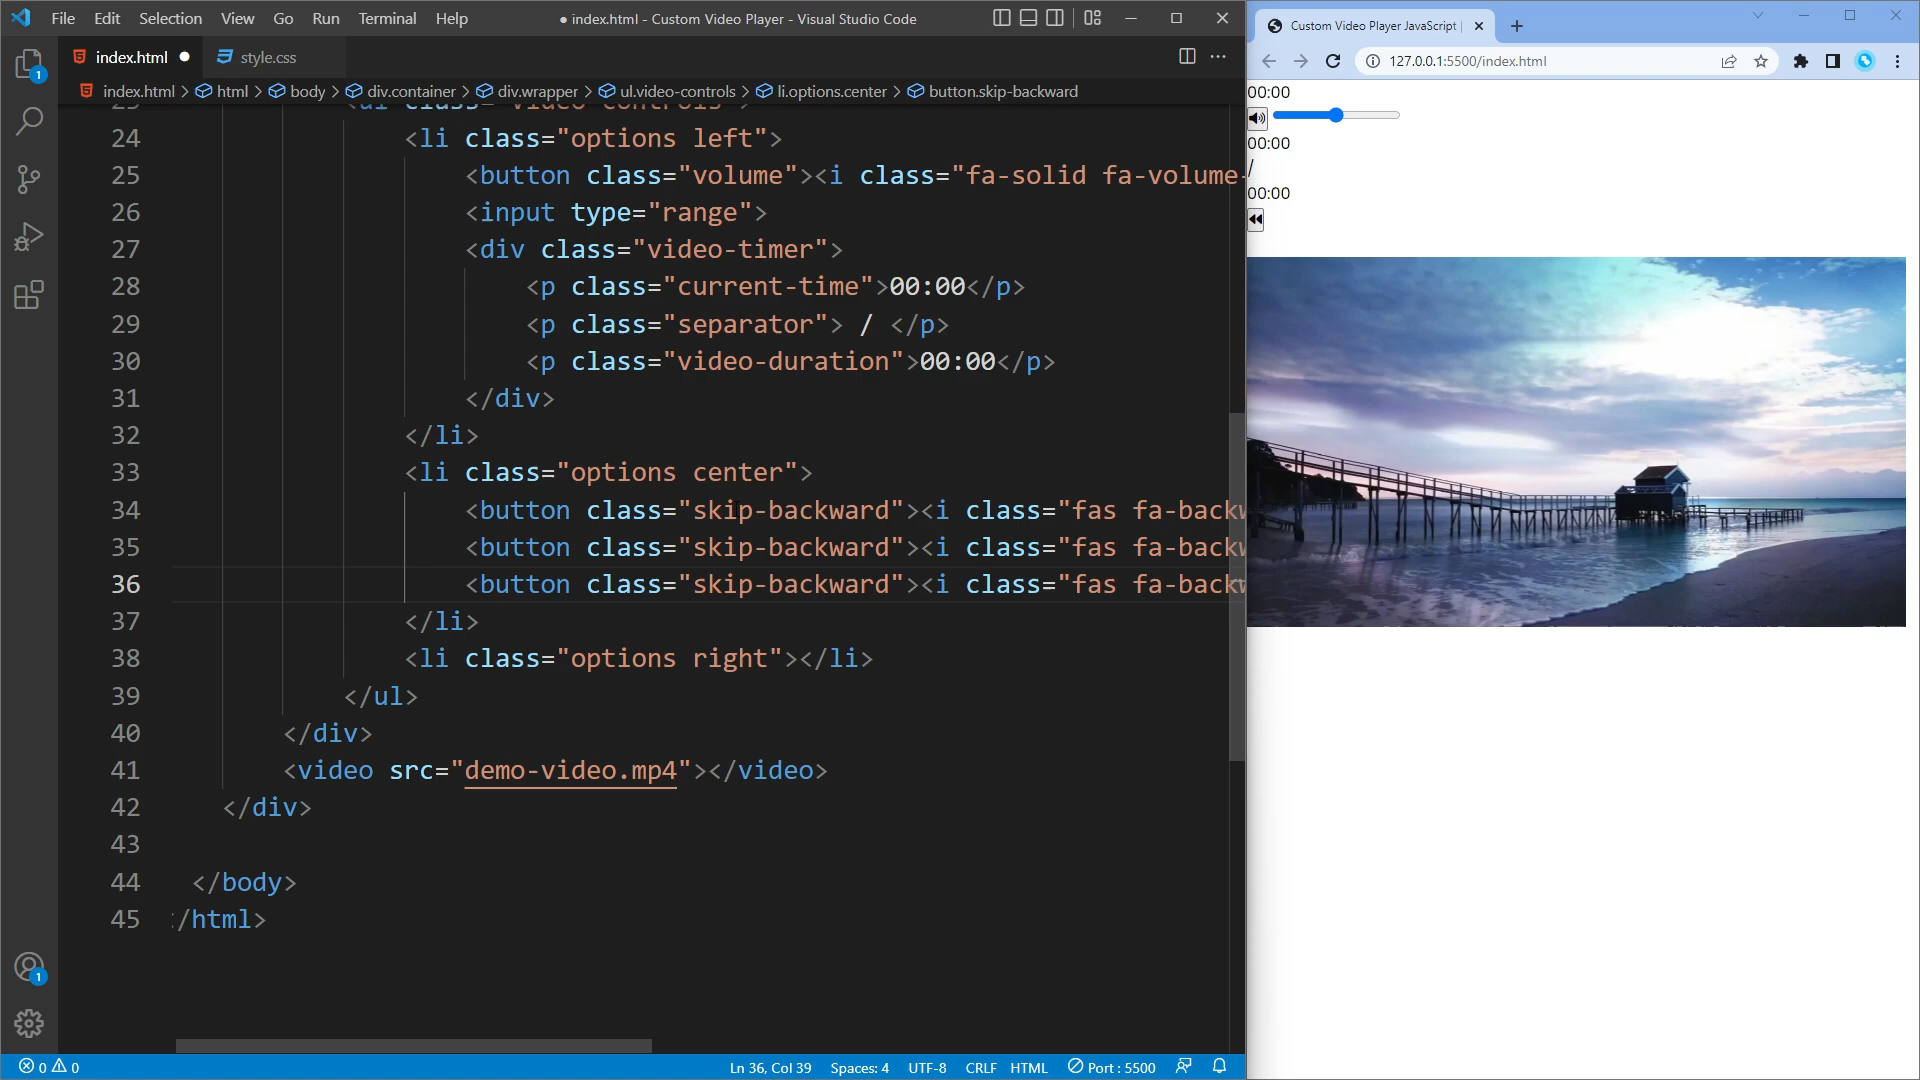 File Edit Selection View Go Run Terminal Help
● index.html - Custom Video Player - Visual Studio Code
index.html ● style.css
index.html > html > body > div.container > div.wrapper > ul.video-controls > li.options.center > button.skip-backward
23 <ul class="video-controls">
24 <li class="options left">
25 <button class="volume"><i class="fa-solid fa-volume-
26 <input type="range">
27 <div class="video-timer">
28 <p class="current-time">00:00</p>
29 <p class="separator"> / </p>
30 <p class="video-duration">00:00</p>
31 </div>
32 </li>
33 <li class="options center">
34 <button class="skip-backward"><i class="fas fa-backw
35 <button class="skip-backward"><i class="fas fa-backw
36 <button class="skip-backward"><i class="fas fa-backw
37 </li>
38 <li class="options right"></li>
39 </ul>
40 </div>
41 <video src="demo-video.mp4"></video>
42 </div>
43
44 </body>
45 /html>
1
1
0 0
Ln 36, Col 39 Spaces: 4 UTF-8 CRLF HTML Port : 5500
Custom Video Player JavaScript |
127.0.0.1:5500/index.html
00:00
00:00
/
00:00